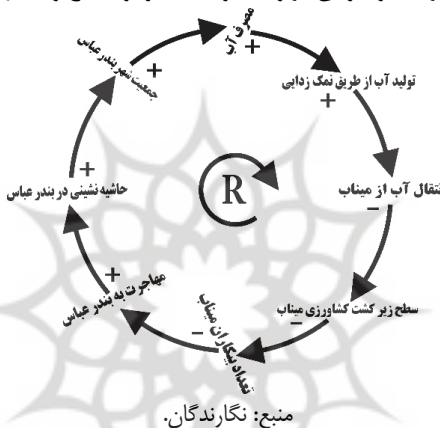 مصرف آب
+
تولید آب از طریق نمک زدایی
+
نتقال آب از میناب
−
سطح زیر کشت کشاورزی میناب
−
تعداد بیکاران میناب
−
مهاجرت به بندر عباس
+
حاشیه نشینی در بندر عباس
+
جمعیت شهر بندر عباس
+
R
منبع: نگارندگان.